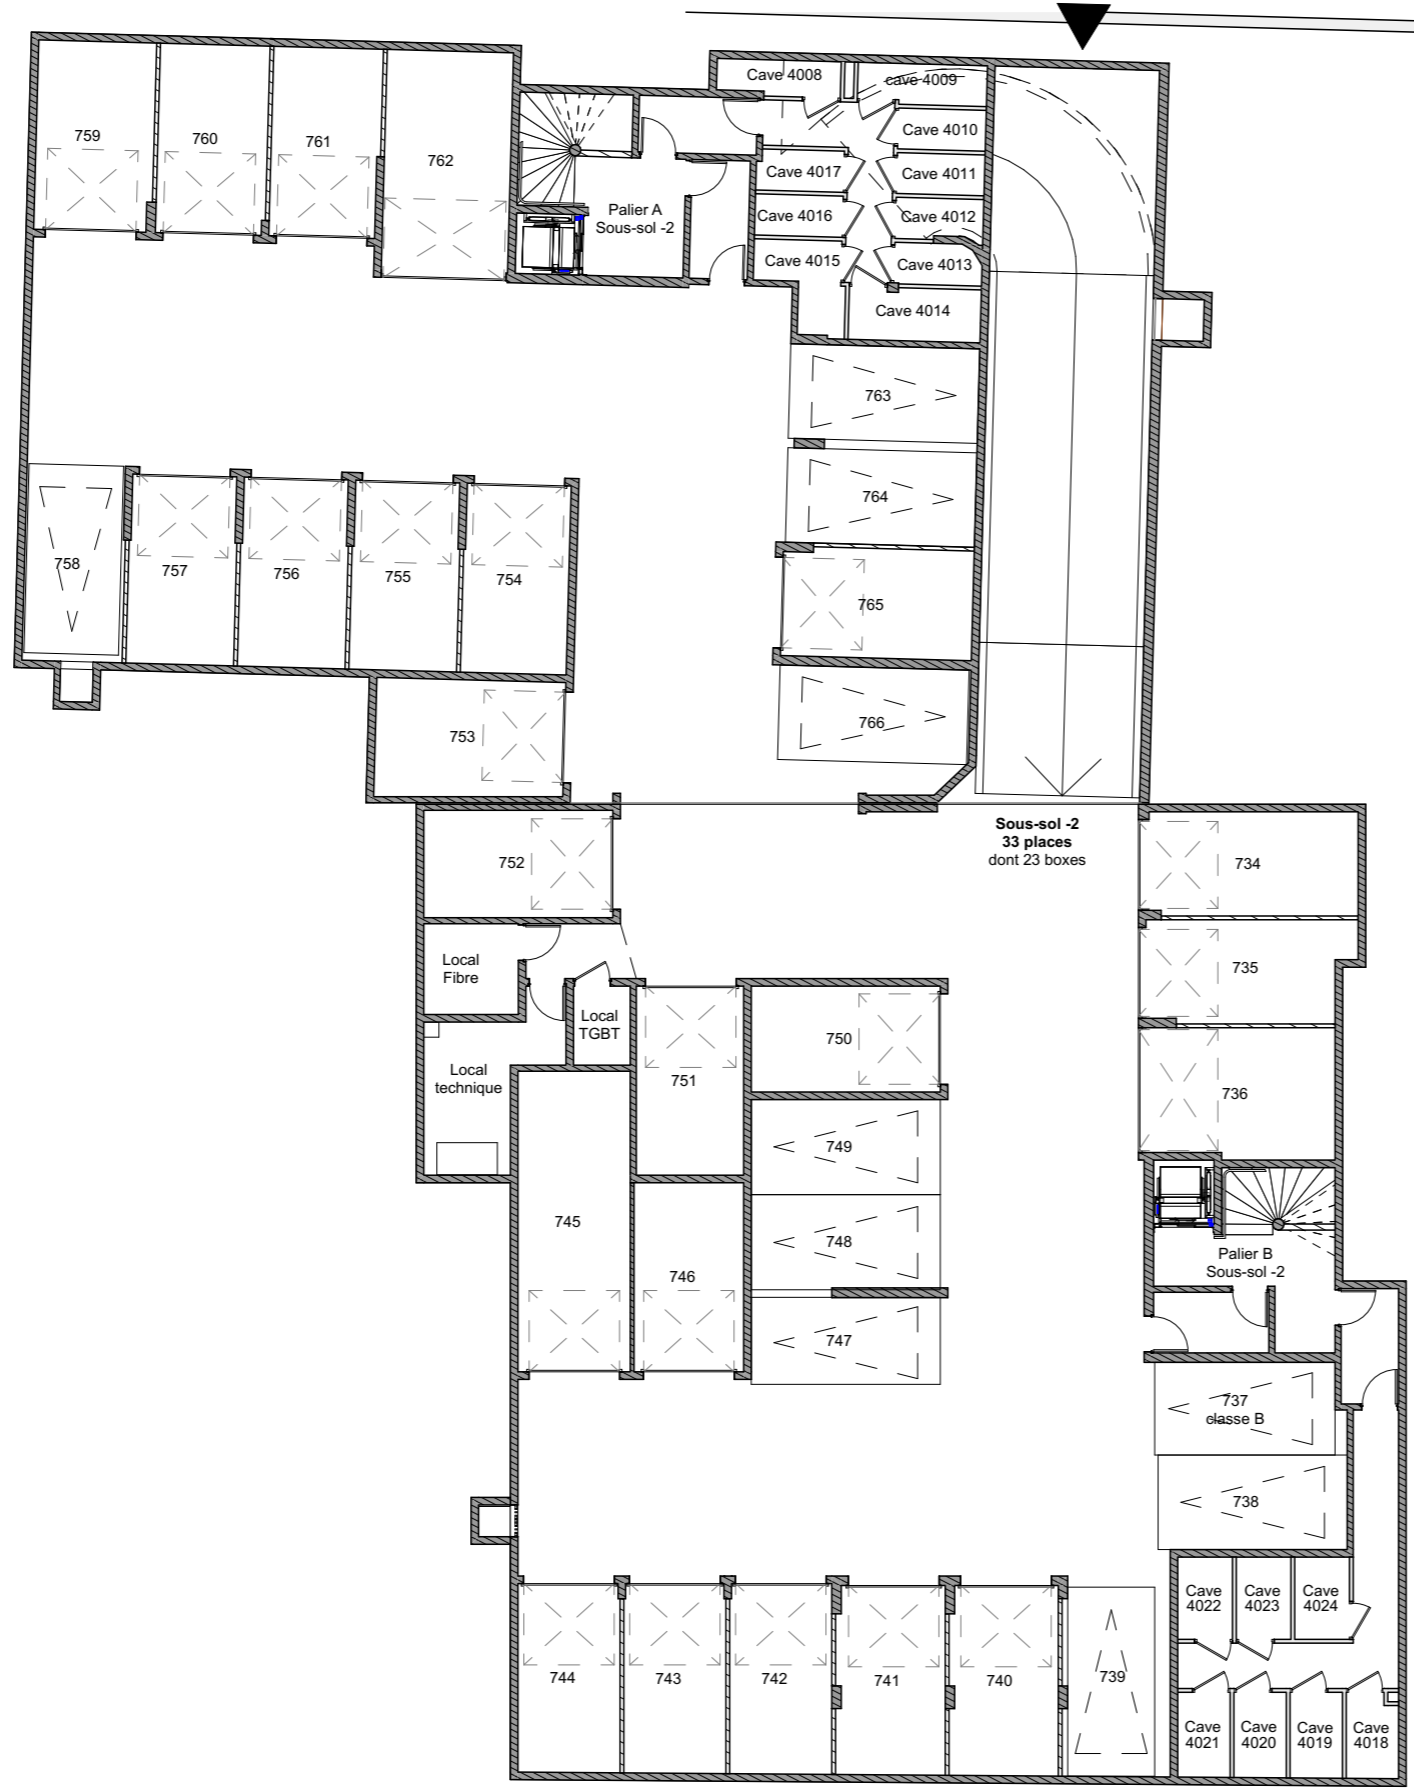 Cave 4008
cave 4009
Cave 4010
Cave 4017
Cave 4011
Cave 4016
Cave 4012
Cave 4015
Cave 4013
Cave 4014
759
760
761
762
Palier A
Sous-sol -2
763
764
765
766
758
757
756
755
754
753
Sous-sol -2
33 places
dont 23 boxes
752
734
735
736
Local
Fibre
Local
TGBT
Local
technique
751
750
749
748
747
745
746
Palier B
Sous-sol -2
737
classe B
738
744
743
742
741
740
739
Cave
4022
Cave
4023
Cave
4024
Cave
4021
Cave
4020
Cave
4019
Cave
4018